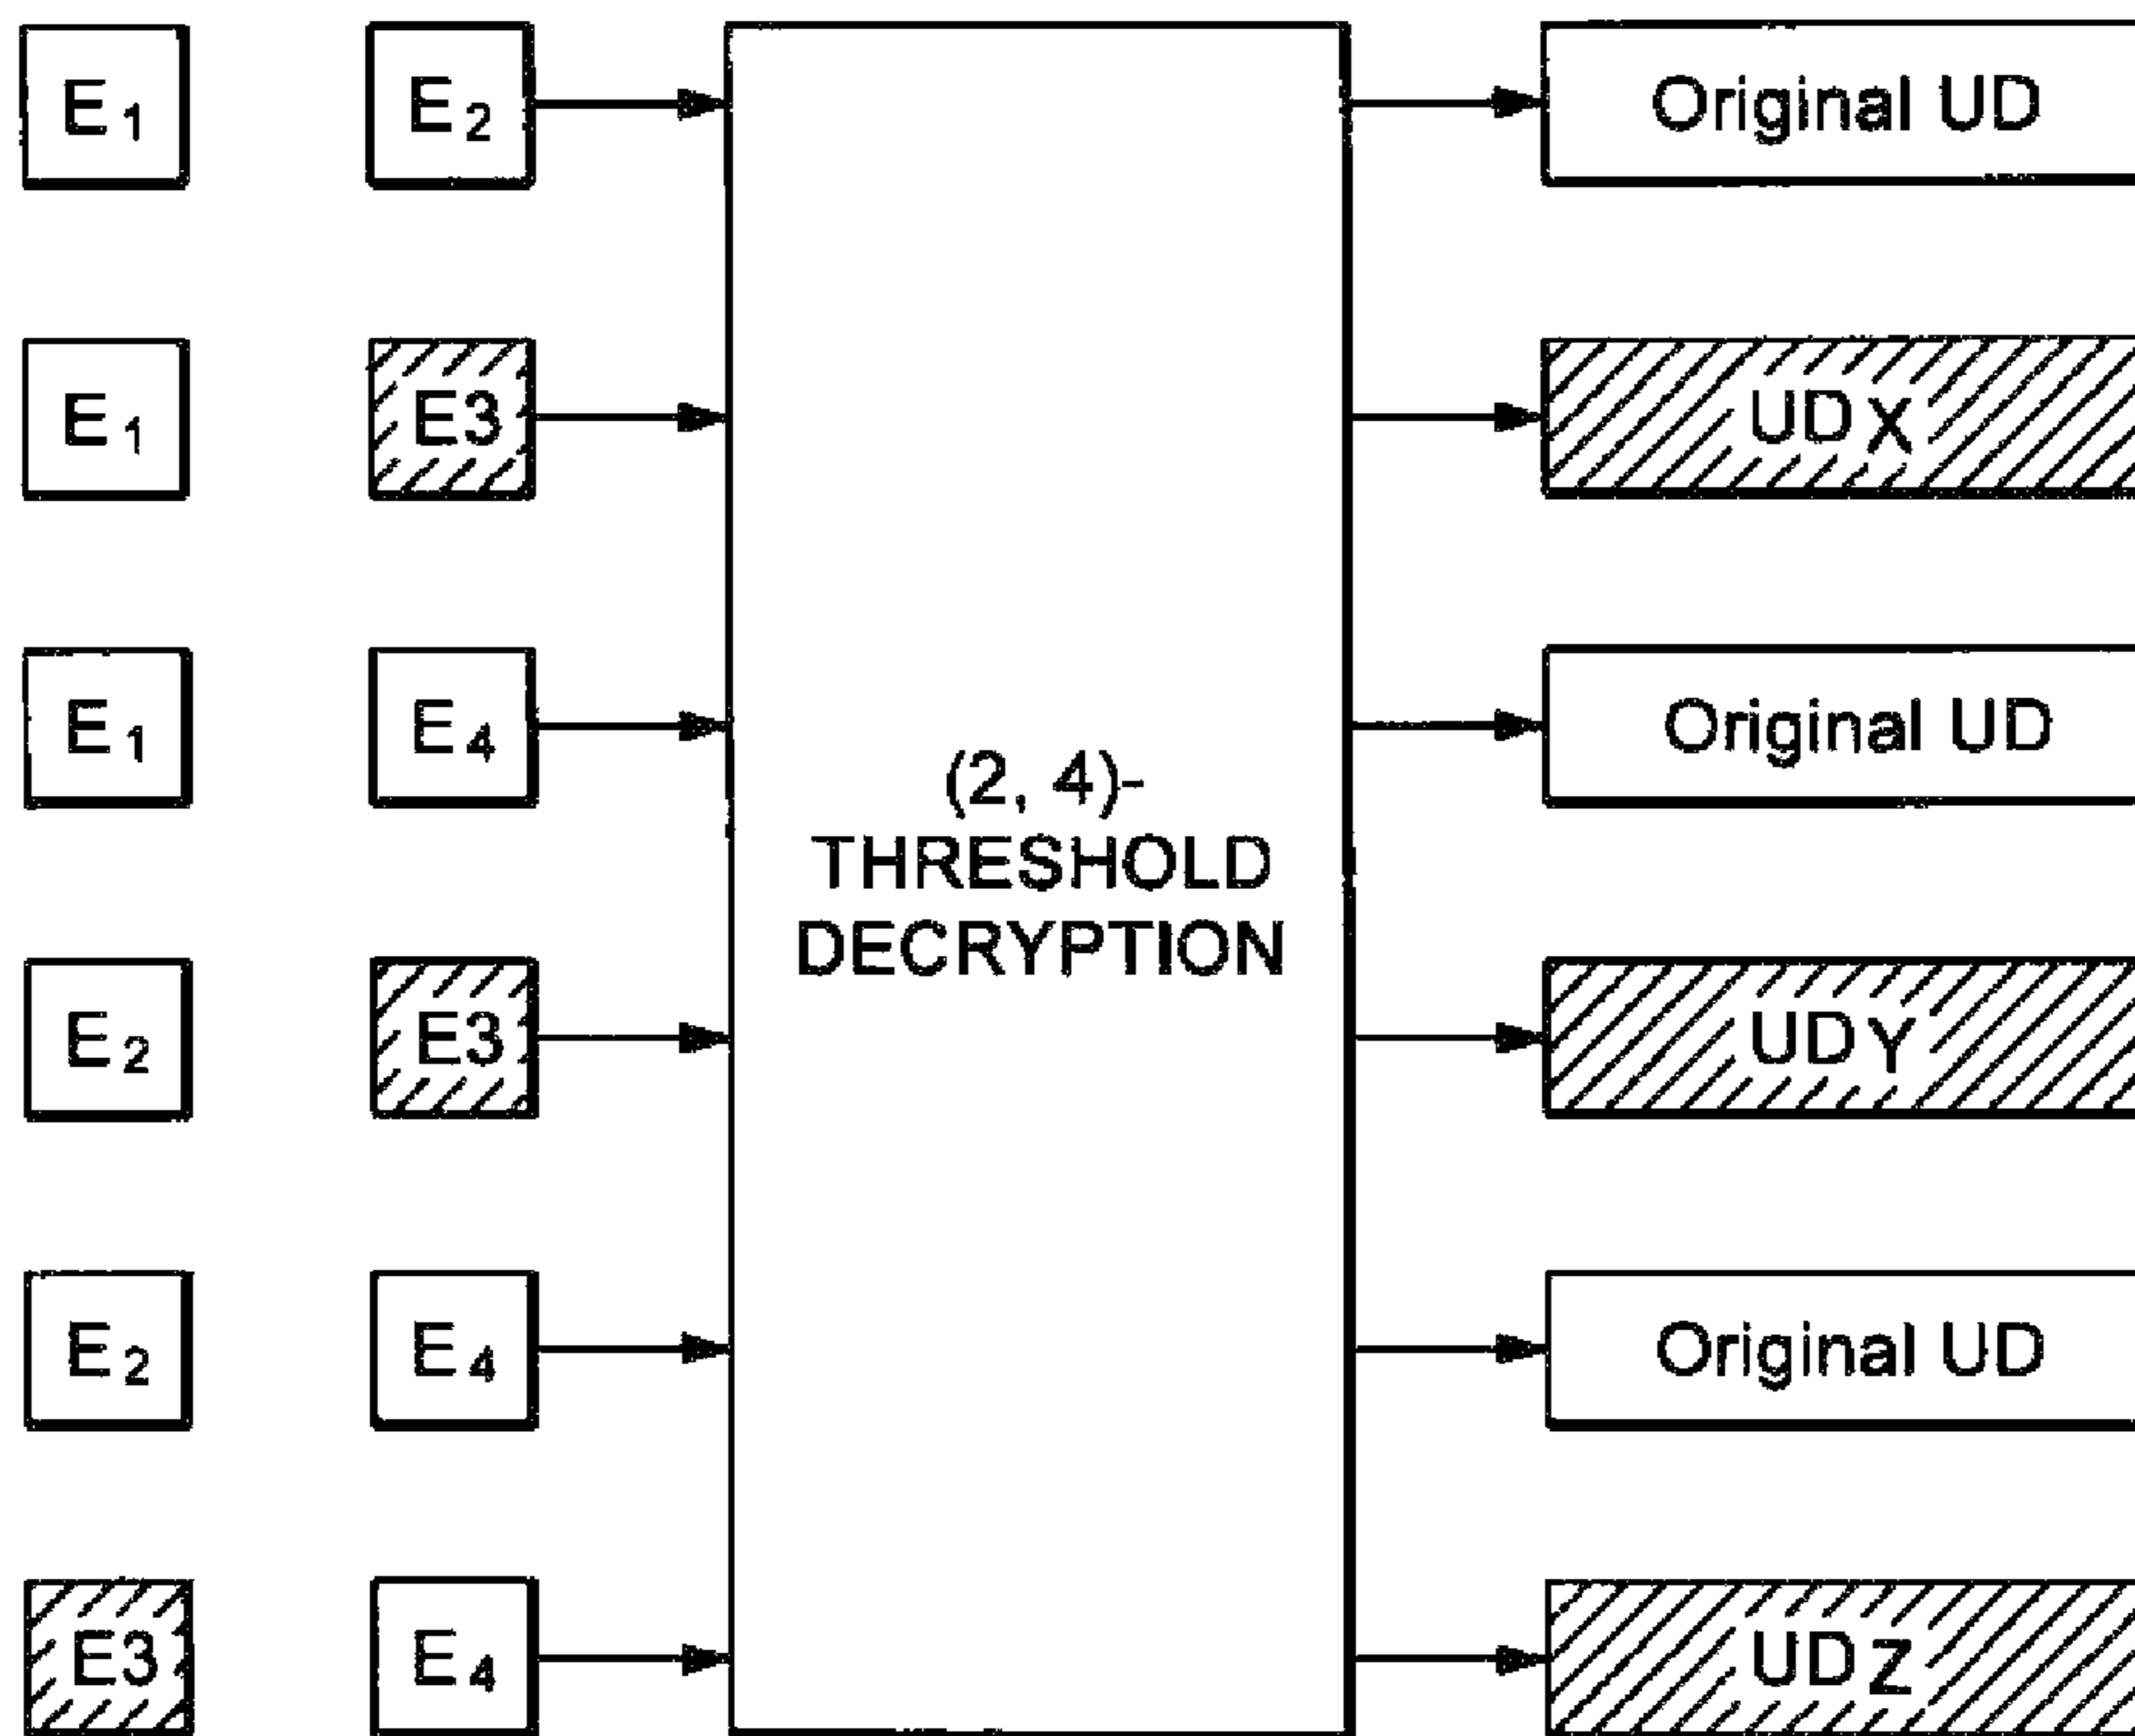 E1 E2 Original UD
E1 E3 UDX
E1 E4 Original UD
(2, 4)-
THRESHOLD
DECRYPTION
E2 E3 UDY
E2 E4 Original UD
E3 E4 UDZ